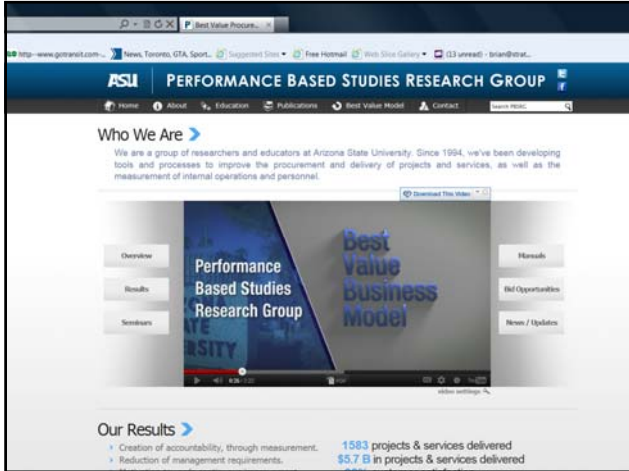 P Best Value Procure... ×
http--www.gotransit.com-... News, Toronto, GTA, Sport... Suggested Sites Free Hotmail Web Slice Gallery (13 unread) - brian@strat...
ASU PERFORMANCE BASED STUDIES RESEARCH GROUP
Home About Education Publications Best Value Model Contact Search PBSRG
Who We Are
We are a group of researchers and educators at Arizona State University. Since 1994, we've been developing
tools and processes to improve the procurement and delivery of projects and services, as well as the
measurement of internal operations and personnel.
Download This Video
Overview
Results
Seminars
Performance
Based Studies
Research Group
Best
Value
Business
Model
Manuals
Bid Opportunities
News / Updates
video settings
Our Results
Creation of accountability, through measurement.
Reduction of management requirements.
1583 projects & services delivered
$5.7 B in projects & services delivered